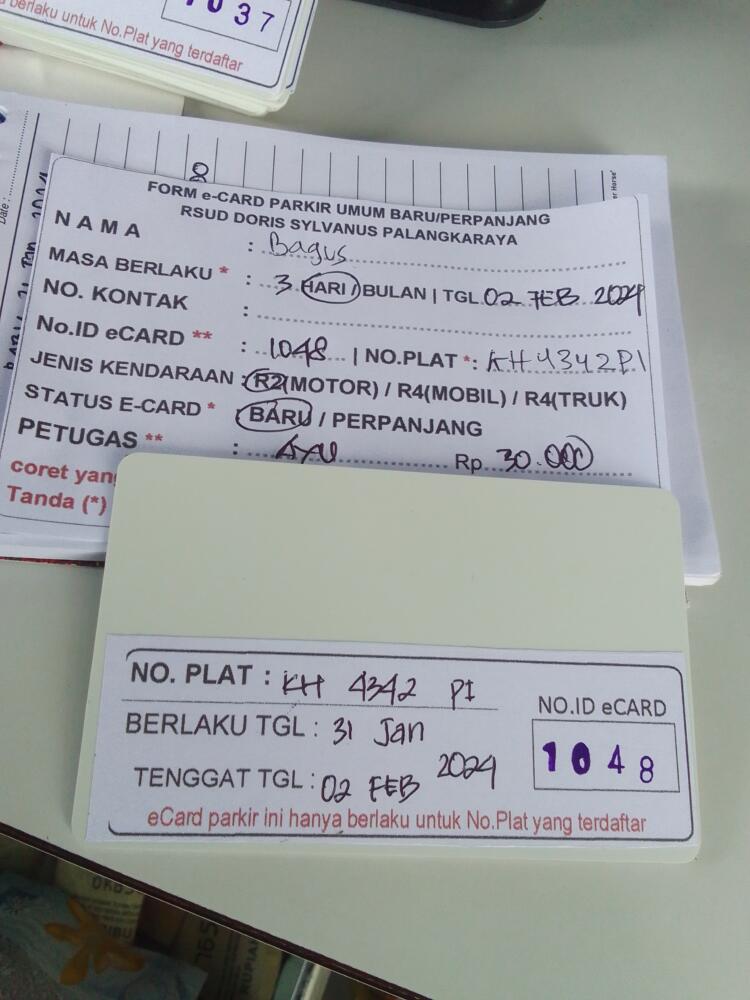 berlaku untuk No.Plat yang terdaftar
037
Date :
FORM e-CARD PARKIR UMUM BARU/PERPANJANG
RSUD DORIS SYLVANUS PALANGKARAYA
NAMA : Bagus
MASA BERLAKU * : 3 HARI / BULAN | TGL 02 FEB 2024
NO. KONTAK :
No.ID eCARD ** : 1048 | NO.PLAT *: KH 4342 PI
JENIS KENDARAAN : R2(MOTOR) / R4(MOBIL) / R4(TRUK)
STATUS E-CARD * : BARU / PERPANJANG
PETUGAS ** : AYU Rp 30.000
coret yang
Tanda (*)
NO. PLAT : KH 4342 PI
BERLAKU TGL : 31 Jan
TENGGAT TGL : 02 FEB 2024
NO.ID eCARD
1048
eCard parkir ini hanya berlaku untuk No.Plat yang terdaftar